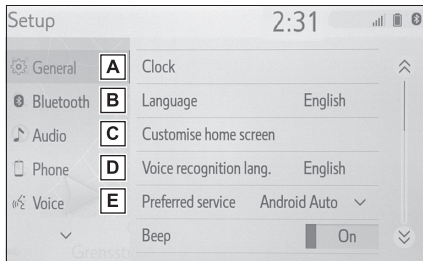 Setup 2:31
General A Clock
Bluetooth B Language English
Audio C Customise home screen
Phone D Voice recognition lang. English
Voice E Preferred service Android Auto
Beep On